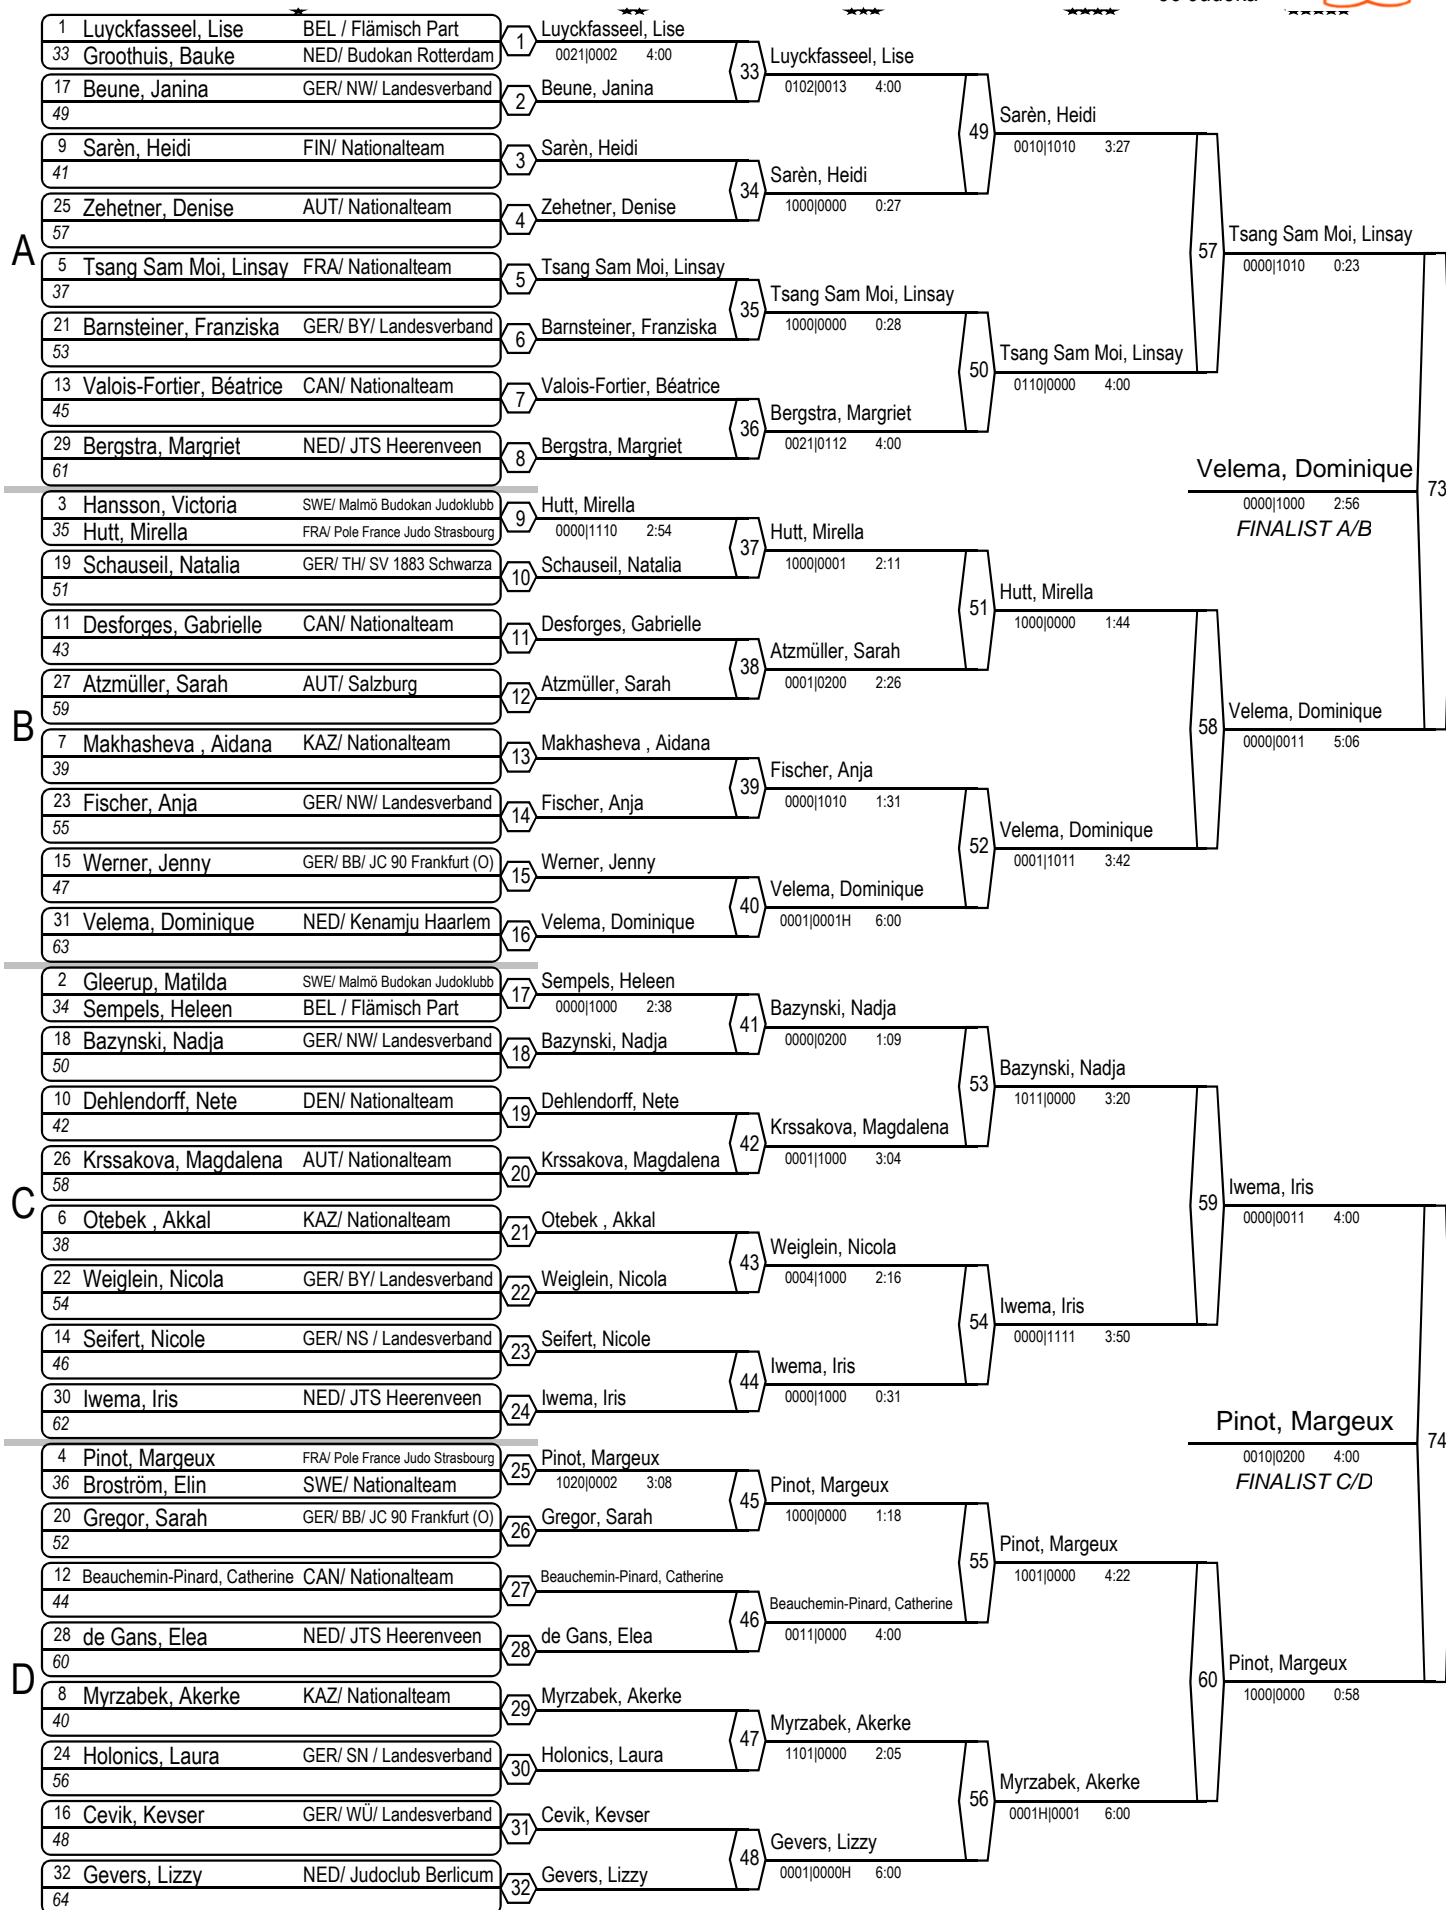 1 Luyckfasseel, Lise BEL / Flämisch Part
33 Groothuis, Bauke NED/ Budokan Rotterdam
1
17 Beune, Janina GER/ NW/ Landesverband
49
2
9 Sarèn, Heidi FIN/ Nationalteam
41
3
25 Zehetner, Denise AUT/ Nationalteam
57
4
A
5 Tsang Sam Moi, Linsay FRA/ Nationalteam
37
5
21 Barnsteiner, Franziska GER/ BY/ Landesverband
53
6
13 Valois-Fortier, Béatrice CAN/ Nationalteam
45
7
29 Bergstra, Margriet NED/ JTS Heerenveen
61
8
3 Hansson, Victoria SWE/ Malmö Budokan Judoklubb
35 Hutt, Mirella FRA/ Pole France Judo Strasbourg
9
19 Schauseil, Natalia GER/ TH/ SV 1883 Schwarza
51
10
11 Desforges, Gabrielle CAN/ Nationalteam
43
11
27 Atzmüller, Sarah AUT/ Salzburg
59
12
B
7 Makhasheva , Aidana KAZ/ Nationalteam
39
13
23 Fischer, Anja GER/ NW/ Landesverband
55
14
15 Werner, Jenny GER/ BB/ JC 90 Frankfurt (O)
47
15
31 Velema, Dominique NED/ Kenamju Haarlem
63
16
2 Gleerup, Matilda SWE/ Malmö Budokan Judoklubb
34 Sempels, Heleen BEL / Flämisch Part
17
18 Bazynski, Nadja GER/ NW/ Landesverband
50
18
10 Dehlendorff, Nete DEN/ Nationalteam
42
19
26 Krssakova, Magdalena AUT/ Nationalteam
58
20
C
6 Otebek , Akkal KAZ/ Nationalteam
38
21
22 Weiglein, Nicola GER/ BY/ Landesverband
54
22
14 Seifert, Nicole GER/ NS / Landesverband
46
23
30 Iwema, Iris NED/ JTS Heerenveen
62
24
4 Pinot, Margeux FRA/ Pole France Judo Strasbourg
36 Broström, Elin SWE/ Nationalteam
25
20 Gregor, Sarah GER/ BB/ JC 90 Frankfurt (O)
52
26
12 Beauchemin-Pinard, Catherine CAN/ Nationalteam
44
27
28 de Gans, Elea NED/ JTS Heerenveen
60
28
D
8 Myrzabek, Akerke KAZ/ Nationalteam
40
29
24 Holonics, Laura GER/ SN / Landesverband
56
30
16 Cevik, Kevser GER/ WÜ/ Landesverband
48
31
32 Gevers, Lizzy NED/ Judoclub Berlicum
64
32
Luyckfasseel, Lise
0021|0002 4:00
33
Beune, Janina
Sarèn, Heidi
34
Zehetner, Denise
Tsang Sam Moi, Linsay
35
Barnsteiner, Franziska
Valois-Fortier, Béatrice
36
Bergstra, Margriet
Hutt, Mirella
0000|1110 2:54
37
Schauseil, Natalia
Desforges, Gabrielle
38
Atzmüller, Sarah
Makhasheva , Aidana
39
Fischer, Anja
Werner, Jenny
40
Velema, Dominique
Sempels, Heleen
0000|1000 2:38
41
Bazynski, Nadja
Dehlendorff, Nete
42
Krssakova, Magdalena
Otebek , Akkal
43
Weiglein, Nicola
Seifert, Nicole
44
Iwema, Iris
Pinot, Margeux
1020|0002 3:08
45
Gregor, Sarah
Beauchemin-Pinard, Catherine
46
de Gans, Elea
Myrzabek, Akerke
47
Holonics, Laura
Cevik, Kevser
48
Gevers, Lizzy
Luyckfasseel, Lise
0102|0013 4:00
49
Sarèn, Heidi
1000|0000 0:27
Tsang Sam Moi, Linsay
1000|0000 0:28
50
Bergstra, Margriet
0021|0112 4:00
Hutt, Mirella
1000|0001 2:11
51
Atzmüller, Sarah
0001|0200 2:26
Fischer, Anja
0000|1010 1:31
52
Velema, Dominique
0001|0001H 6:00
Bazynski, Nadja
0000|0200 1:09
53
Krssakova, Magdalena
0001|1000 3:04
Weiglein, Nicola
0004|1000 2:16
54
Iwema, Iris
0000|1000 0:31
Pinot, Margeux
1000|0000 1:18
55
Beauchemin-Pinard, Catherine
0011|0000 4:00
Myrzabek, Akerke
1101|0000 2:05
56
Gevers, Lizzy
0001|0000H 6:00
Sarèn, Heidi
0010|1010 3:27
57
Tsang Sam Moi, Linsay
0110|0000 4:00
Hutt, Mirella
1000|0000 1:44
58
Velema, Dominique
0001|1011 3:42
Bazynski, Nadja
1011|0000 3:20
59
Iwema, Iris
0000|1111 3:50
Pinot, Margeux
1001|0000 4:22
60
Myrzabek, Akerke
0001H|0001 6:00
Tsang Sam Moi, Linsay
0000|1010 0:23
Velema, Dominique
0000|1000 2:56
FINALIST A/B
73
Velema, Dominique
0000|0011 5:06
Iwema, Iris
0000|0011 4:00
Pinot, Margeux
0010|0200 4:00
FINALIST C/D
74
Pinot, Margeux
1000|0000 0:58